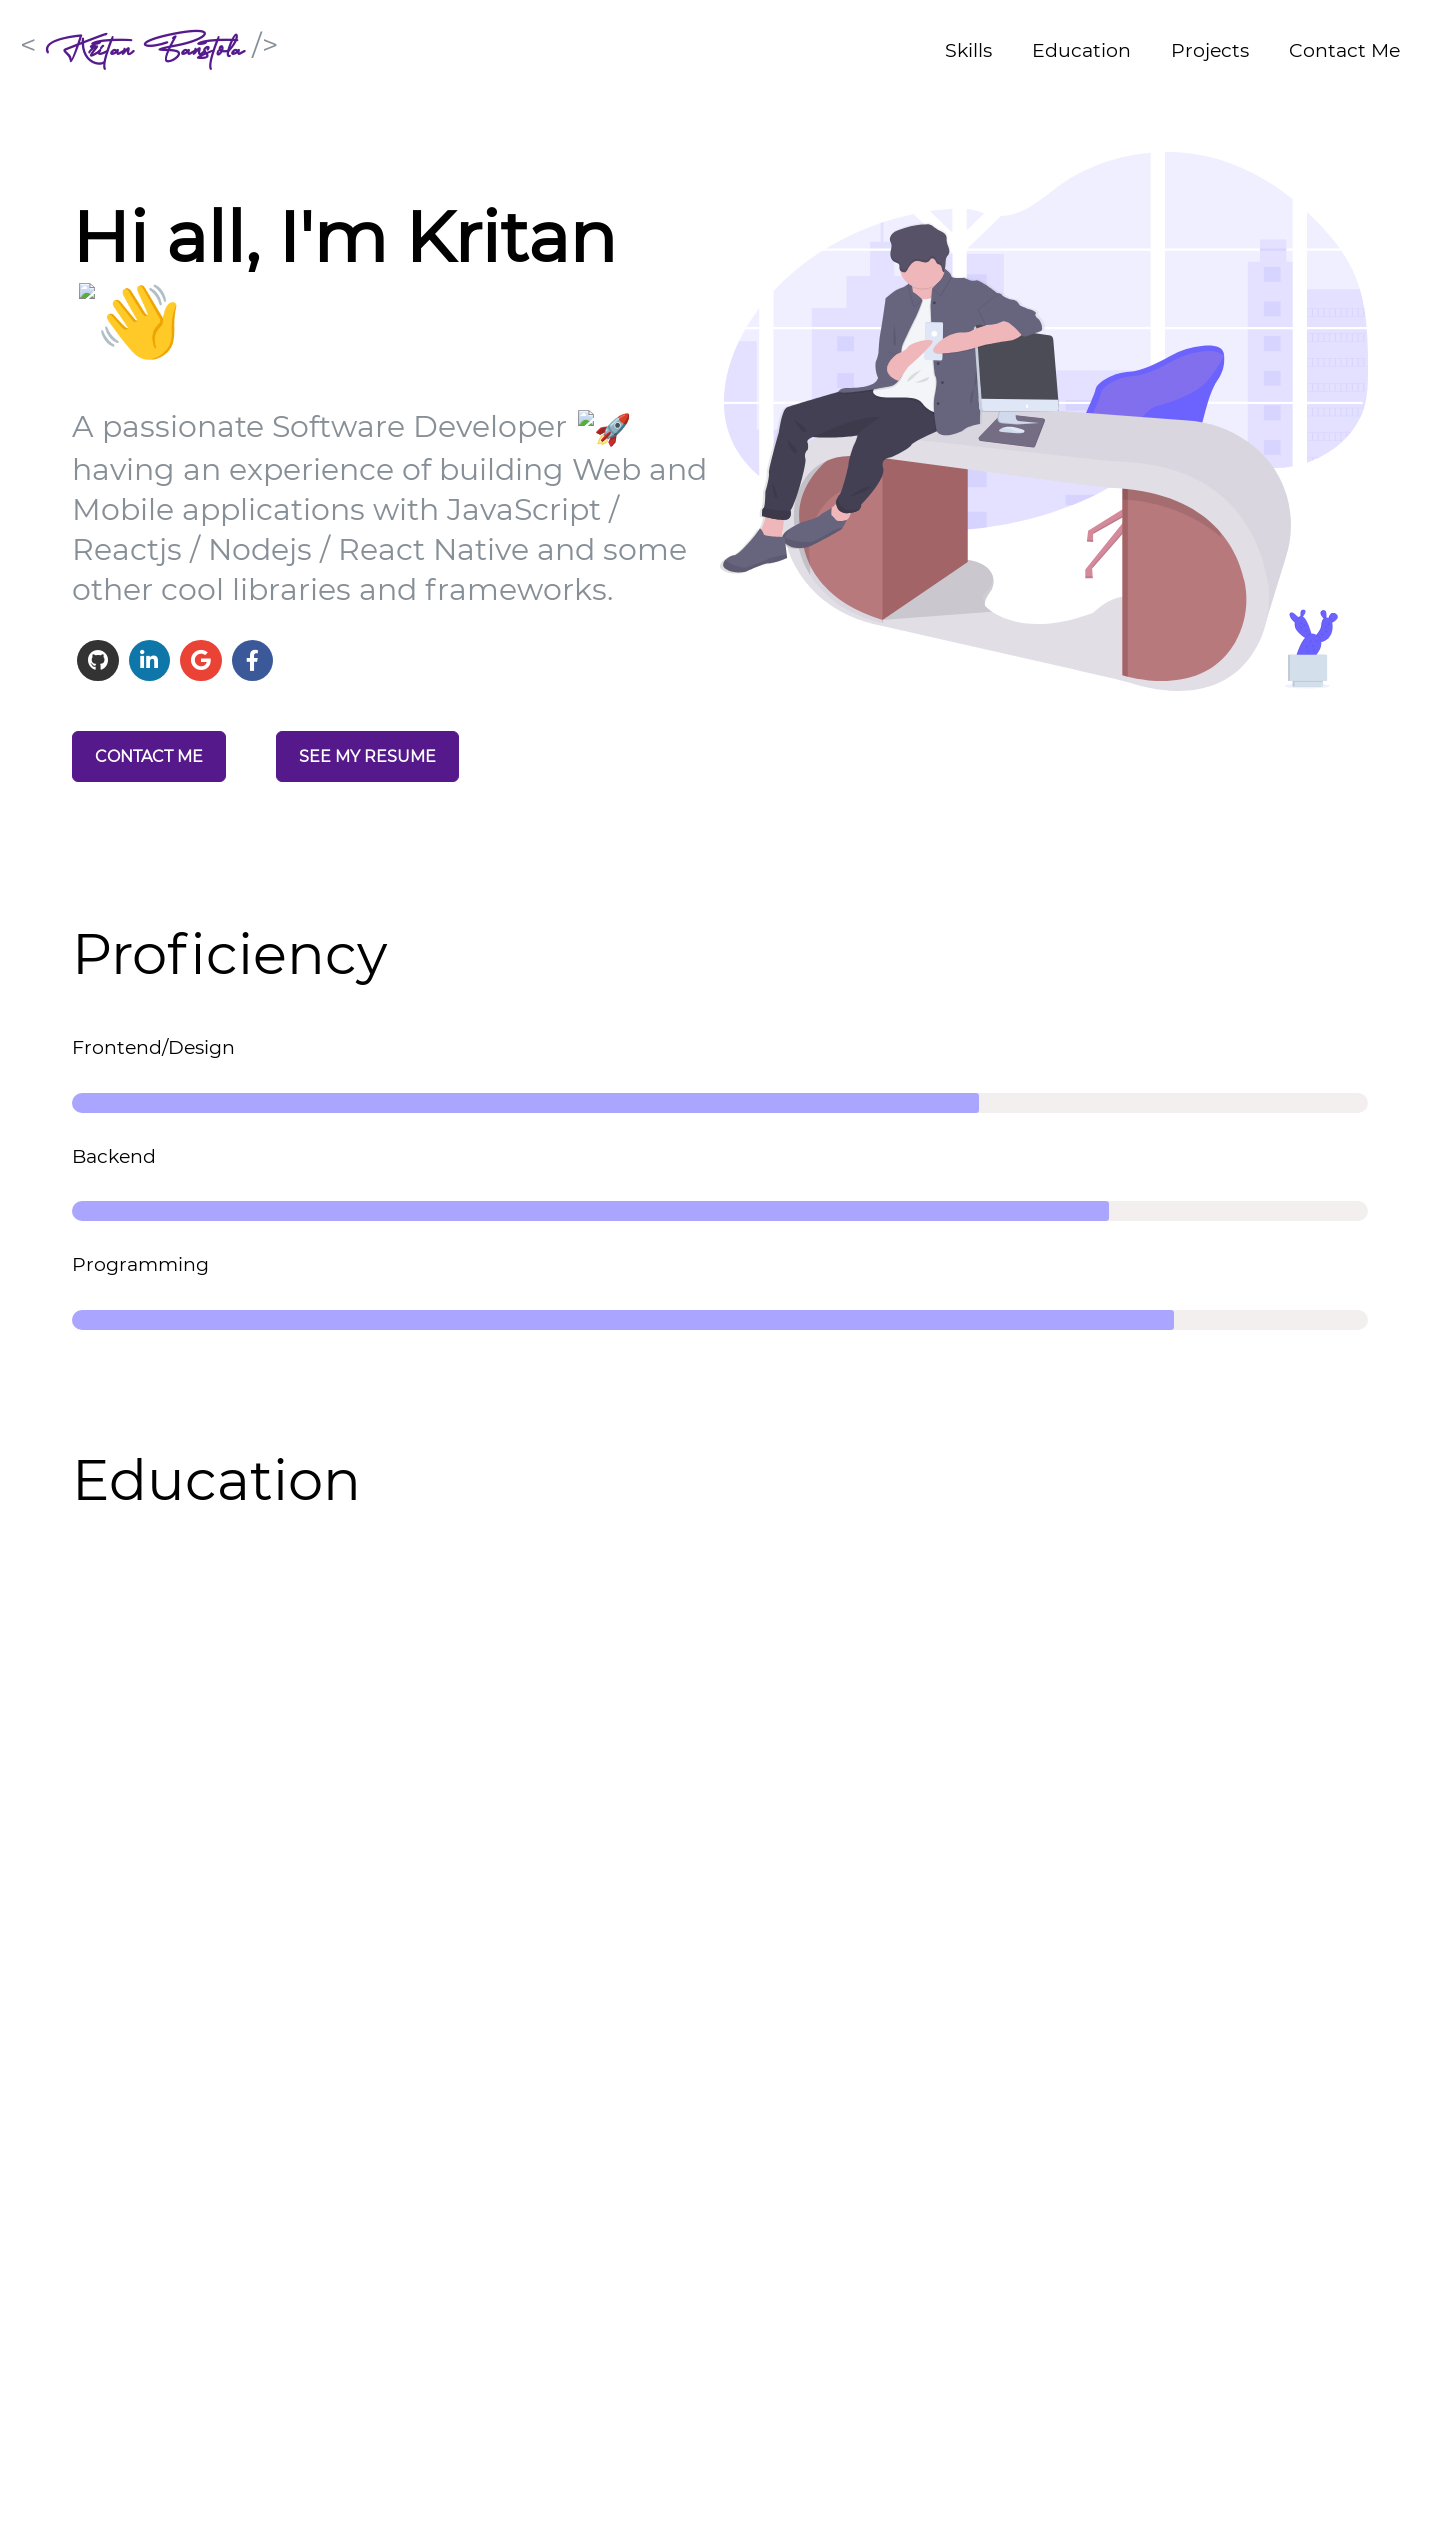 < Kritan Banstola />
Skills Education Projects Contact Me
Hi all, I'm Kritan
👋
A passionate Software Developer 🚀
having an experience of building Web and
Mobile applications with JavaScript /
Reactjs / Nodejs / React Native and some
other cool libraries and frameworks.
CONTACT ME
SEE MY RESUME
Proficiency
Frontend/Design
Backend
Programming
Education